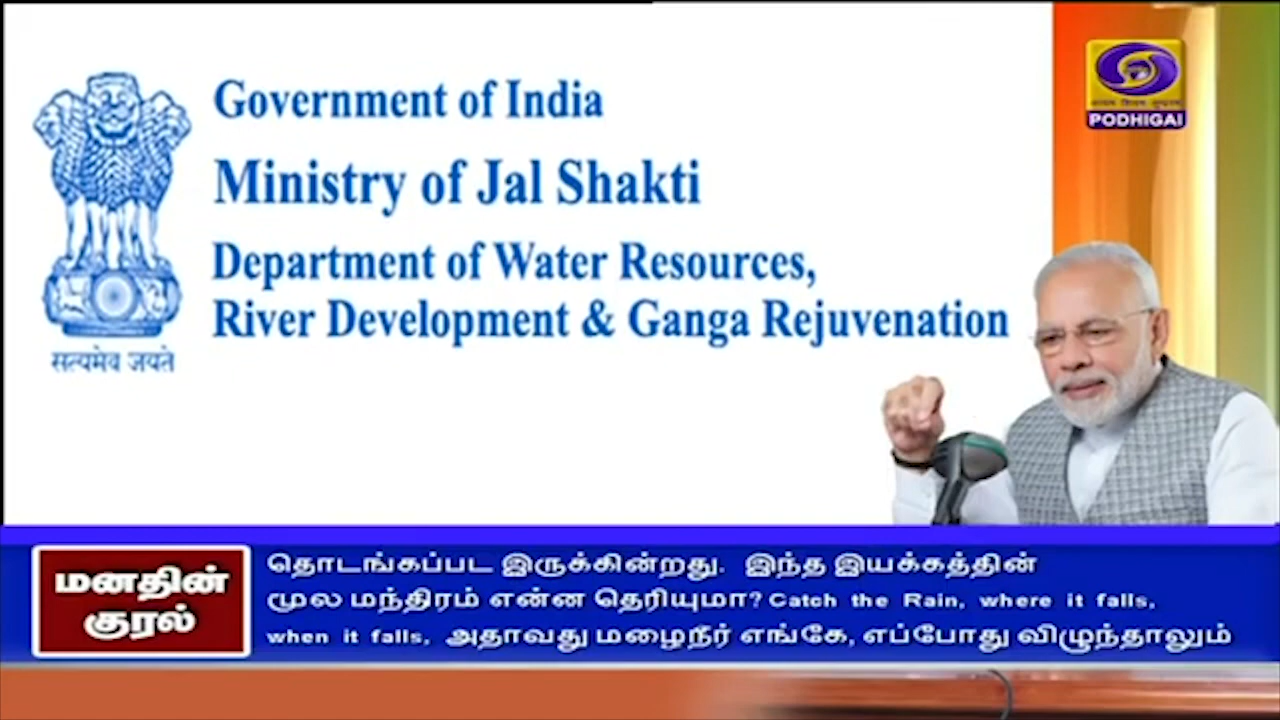 Government of India
Ministry of Jal Shakti
Department of Water Resources,
River Development & Ganga Rejuvenation
सत्यमेव जयते
PODHIGAI
மனதின்
குரல்
தொடங்கப்பட இருக்கின்றது. இந்த இயக்கத்தின்
மூல மந்திரம் என்ன தெரியுமா? Catch the Rain, where it falls,
when it falls, அதாவது மழைநீர் எங்கே, எப்போது விழுந்தாலும்